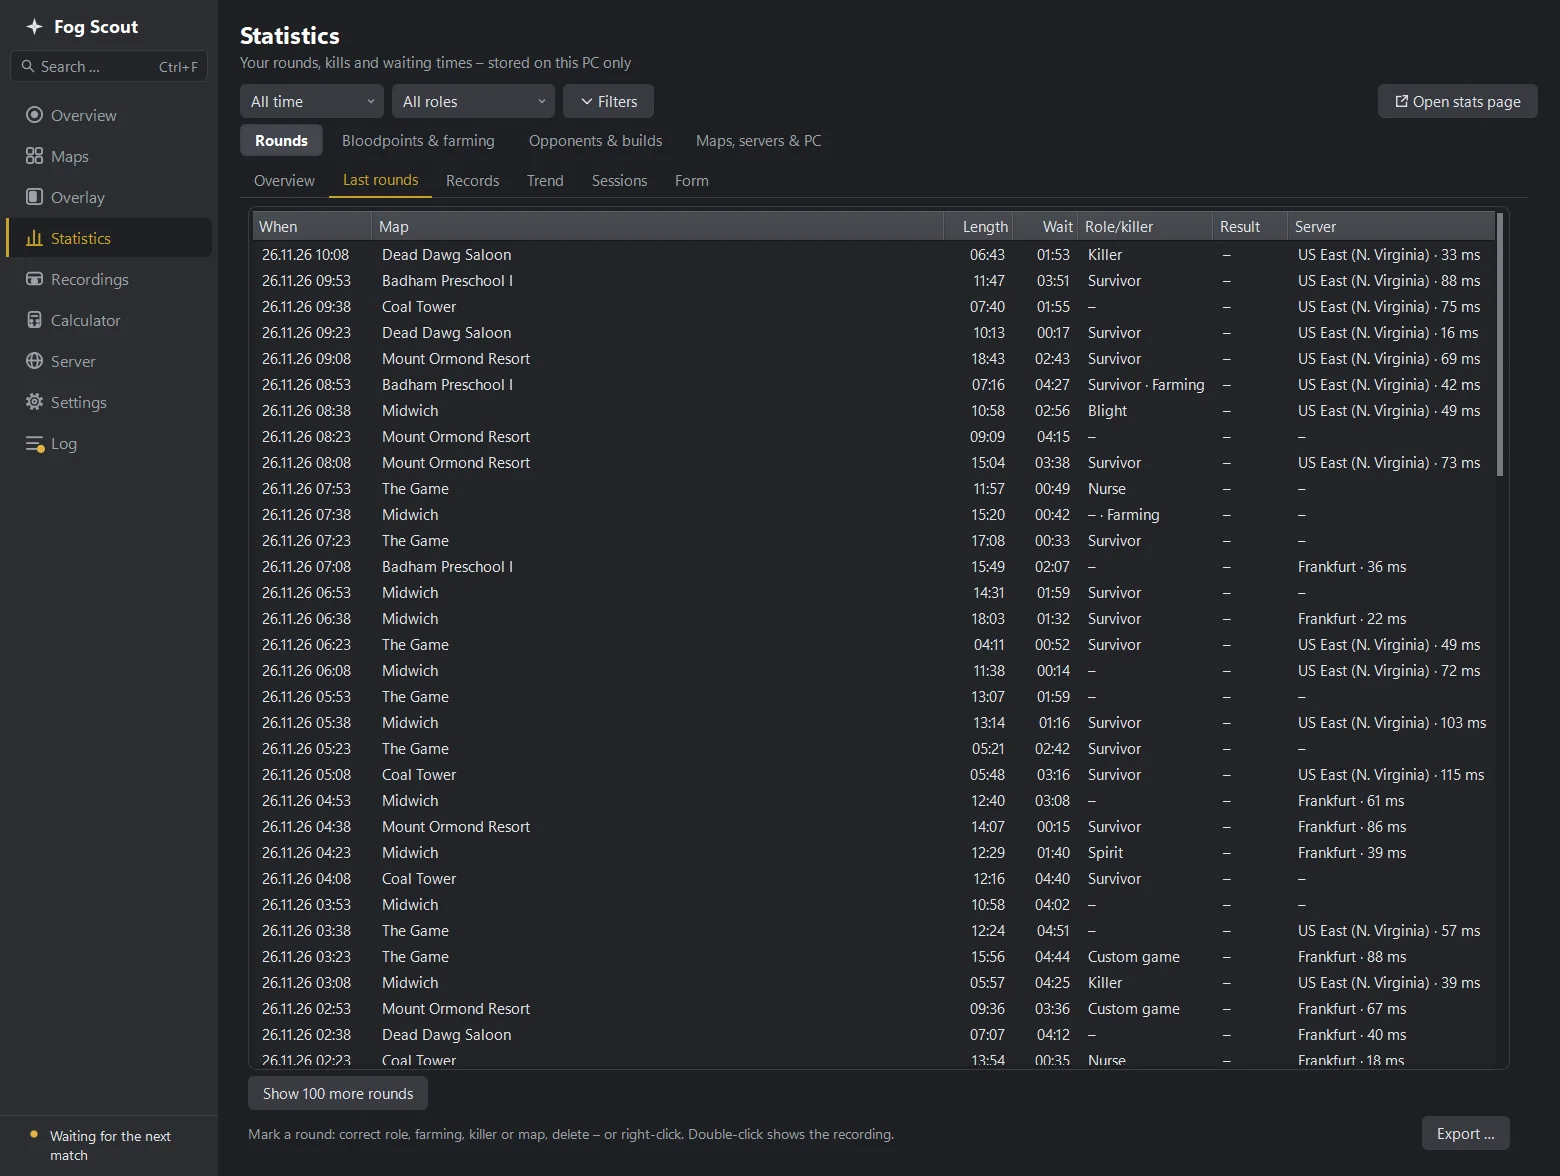 Fog Scout
Search ... Ctrl+F
Overview
Maps
Overlay
Statistics
Recordings
Calculator
Server
Settings
Log
Waiting for the next
match
Statistics
Your rounds, kills and waiting times – stored on this PC only
All time All roles Filters Open stats page
Rounds Bloodpoints & farming Opponents & builds Maps, servers & PC
Overview Last rounds Records Trend Sessions Form
When Map Length Wait Role/killer Result Server
26.11.26 10:08 Dead Dawg Saloon 06:43 01:53 Killer – US East (N. Virginia) · 33 ms
26.11.26 09:53 Badham Preschool I 11:47 03:51 Survivor – US East (N. Virginia) · 88 ms
26.11.26 09:38 Coal Tower 07:40 01:55 – – US East (N. Virginia) · 75 ms
26.11.26 09:23 Dead Dawg Saloon 10:13 00:17 Survivor – US East (N. Virginia) · 16 ms
26.11.26 09:08 Mount Ormond Resort 18:43 02:43 Survivor – US East (N. Virginia) · 69 ms
26.11.26 08:53 Badham Preschool I 07:16 04:27 Survivor · Farming – US East (N. Virginia) · 42 ms
26.11.26 08:38 Midwich 10:58 02:56 Blight – US East (N. Virginia) · 49 ms
26.11.26 08:23 Mount Ormond Resort 09:09 04:15 – – –
26.11.26 08:08 Mount Ormond Resort 15:04 03:38 Survivor – US East (N. Virginia) · 73 ms
26.11.26 07:53 The Game 11:57 00:49 Nurse – –
26.11.26 07:38 Midwich 15:20 00:42 – · Farming – –
26.11.26 07:23 The Game 17:08 00:33 Survivor – –
26.11.26 07:08 Badham Preschool I 15:49 02:07 – – Frankfurt · 36 ms
26.11.26 06:53 Midwich 14:31 01:59 Survivor – –
26.11.26 06:38 Midwich 18:03 01:32 Survivor – Frankfurt · 22 ms
26.11.26 06:23 The Game 04:11 00:52 Survivor – US East (N. Virginia) · 49 ms
26.11.26 06:08 Midwich 11:38 00:14 – – US East (N. Virginia) · 72 ms
26.11.26 05:53 The Game 13:07 01:59 – – –
26.11.26 05:38 Midwich 13:14 01:16 Survivor – US East (N. Virginia) · 103 ms
26.11.26 05:23 The Game 05:21 02:42 Survivor – –
26.11.26 05:08 Coal Tower 05:48 03:16 Survivor – US East (N. Virginia) · 115 ms
26.11.26 04:53 Midwich 12:40 03:08 – – Frankfurt · 61 ms
26.11.26 04:38 Mount Ormond Resort 14:07 00:15 Survivor – Frankfurt · 86 ms
26.11.26 04:23 Midwich 12:29 01:40 Spirit – Frankfurt · 39 ms
26.11.26 04:08 Coal Tower 12:16 04:40 Survivor – –
26.11.26 03:53 Midwich 10:58 04:02 – – –
26.11.26 03:38 The Game 12:24 04:51 – – US East (N. Virginia) · 57 ms
26.11.26 03:23 The Game 15:56 04:44 Custom game – Frankfurt · 88 ms
26.11.26 03:08 Midwich 05:57 04:25 Killer – US East (N. Virginia) · 39 ms
26.11.26 02:53 Mount Ormond Resort 09:36 03:36 Custom game – Frankfurt · 67 ms
26.11.26 02:38 Dead Dawg Saloon 07:07 04:12 – – Frankfurt · 40 ms
26.11.26 02:23 Coal Tower 13:54 00:35 Nurse – Frankfurt · 18 ms
Show 100 more rounds
Mark a round: correct role, farming, killer or map, delete – or right-click. Double-click shows the recording.
Export ...